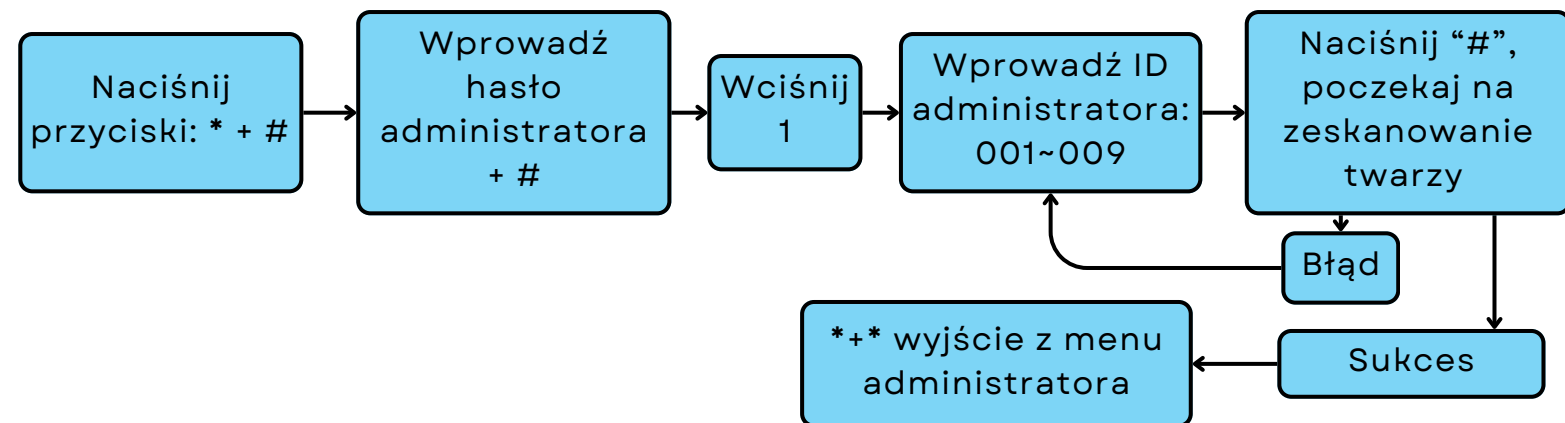 Naciśnij
przyciski: * + #
Wprowadź
hasło
administratora
+ #
Wciśnij
1
Wprowadź ID
administratora:
001~009
Naciśnij “#”,
poczekaj na
zeskanowanie
twarzy
Błąd
Sukces
*+* wyjście z menu
administratora